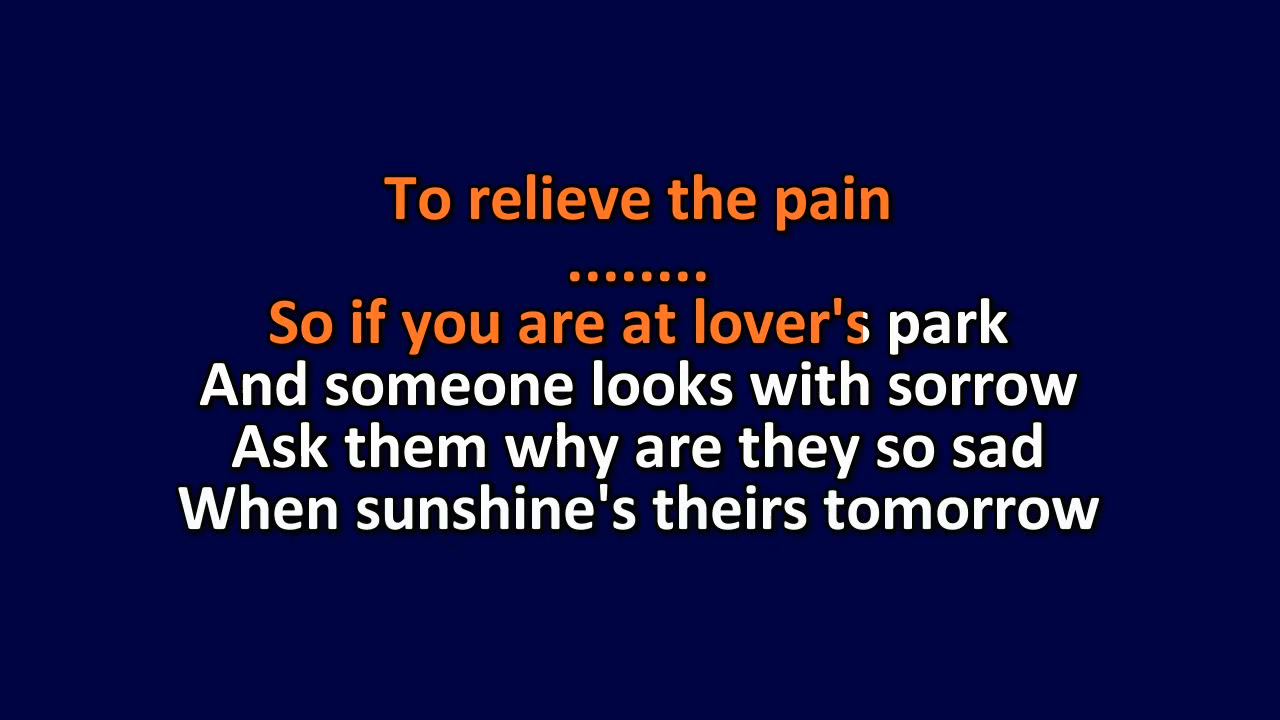 To relieve the pain
........
So if you are at lover's park
And someone looks with sorrow
Ask them why are they so sad
When sunshine's theirs tomorrow